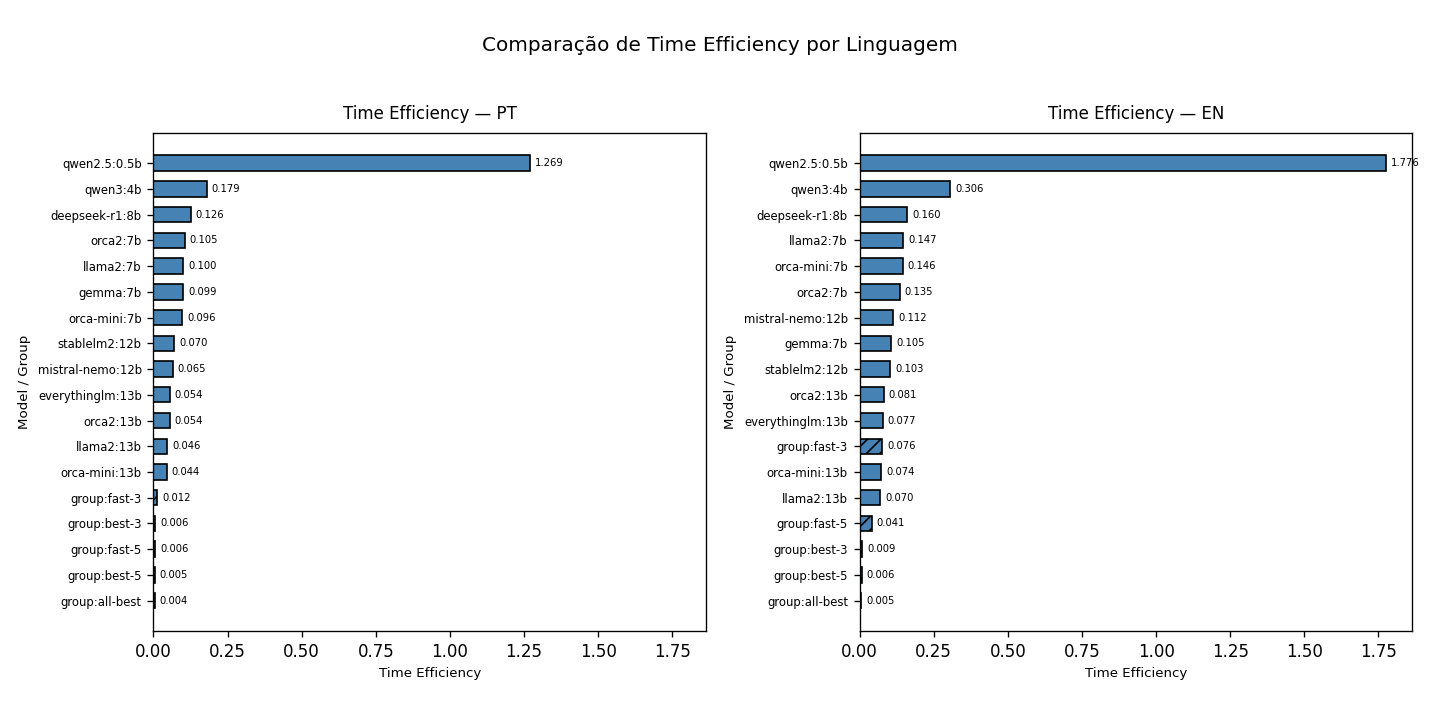 Comparação de Time Efficiency por Linguagem
Time Efficiency — PT
Model / Group
qwen2.5:0.5b 1.269
qwen3:4b 0.179
deepseek-r1:8b 0.126
orca2:7b 0.105
llama2:7b 0.100
gemma:7b 0.099
orca-mini:7b 0.096
stablelm2:12b 0.070
mistral-nemo:12b 0.065
everythinglm:13b 0.054
orca2:13b 0.054
llama2:13b 0.046
orca-mini:13b 0.044
group:fast-3 0.012
group:best-3 0.006
group:fast-5 0.006
group:best-5 0.005
group:all-best 0.004
0.00 0.25 0.50 0.75 1.00 1.25 1.50 1.75
Time Efficiency
Time Efficiency — EN
Model / Group
qwen2.5:0.5b 1.776
qwen3:4b 0.306
deepseek-r1:8b 0.160
llama2:7b 0.147
orca-mini:7b 0.146
orca2:7b 0.135
mistral-nemo:12b 0.112
gemma:7b 0.105
stablelm2:12b 0.103
orca2:13b 0.081
everythinglm:13b 0.077
group:fast-3 0.076
orca-mini:13b 0.074
llama2:13b 0.070
group:fast-5 0.041
group:best-3 0.009
group:best-5 0.006
group:all-best 0.005
0.00 0.25 0.50 0.75 1.00 1.25 1.50 1.75
Time Efficiency